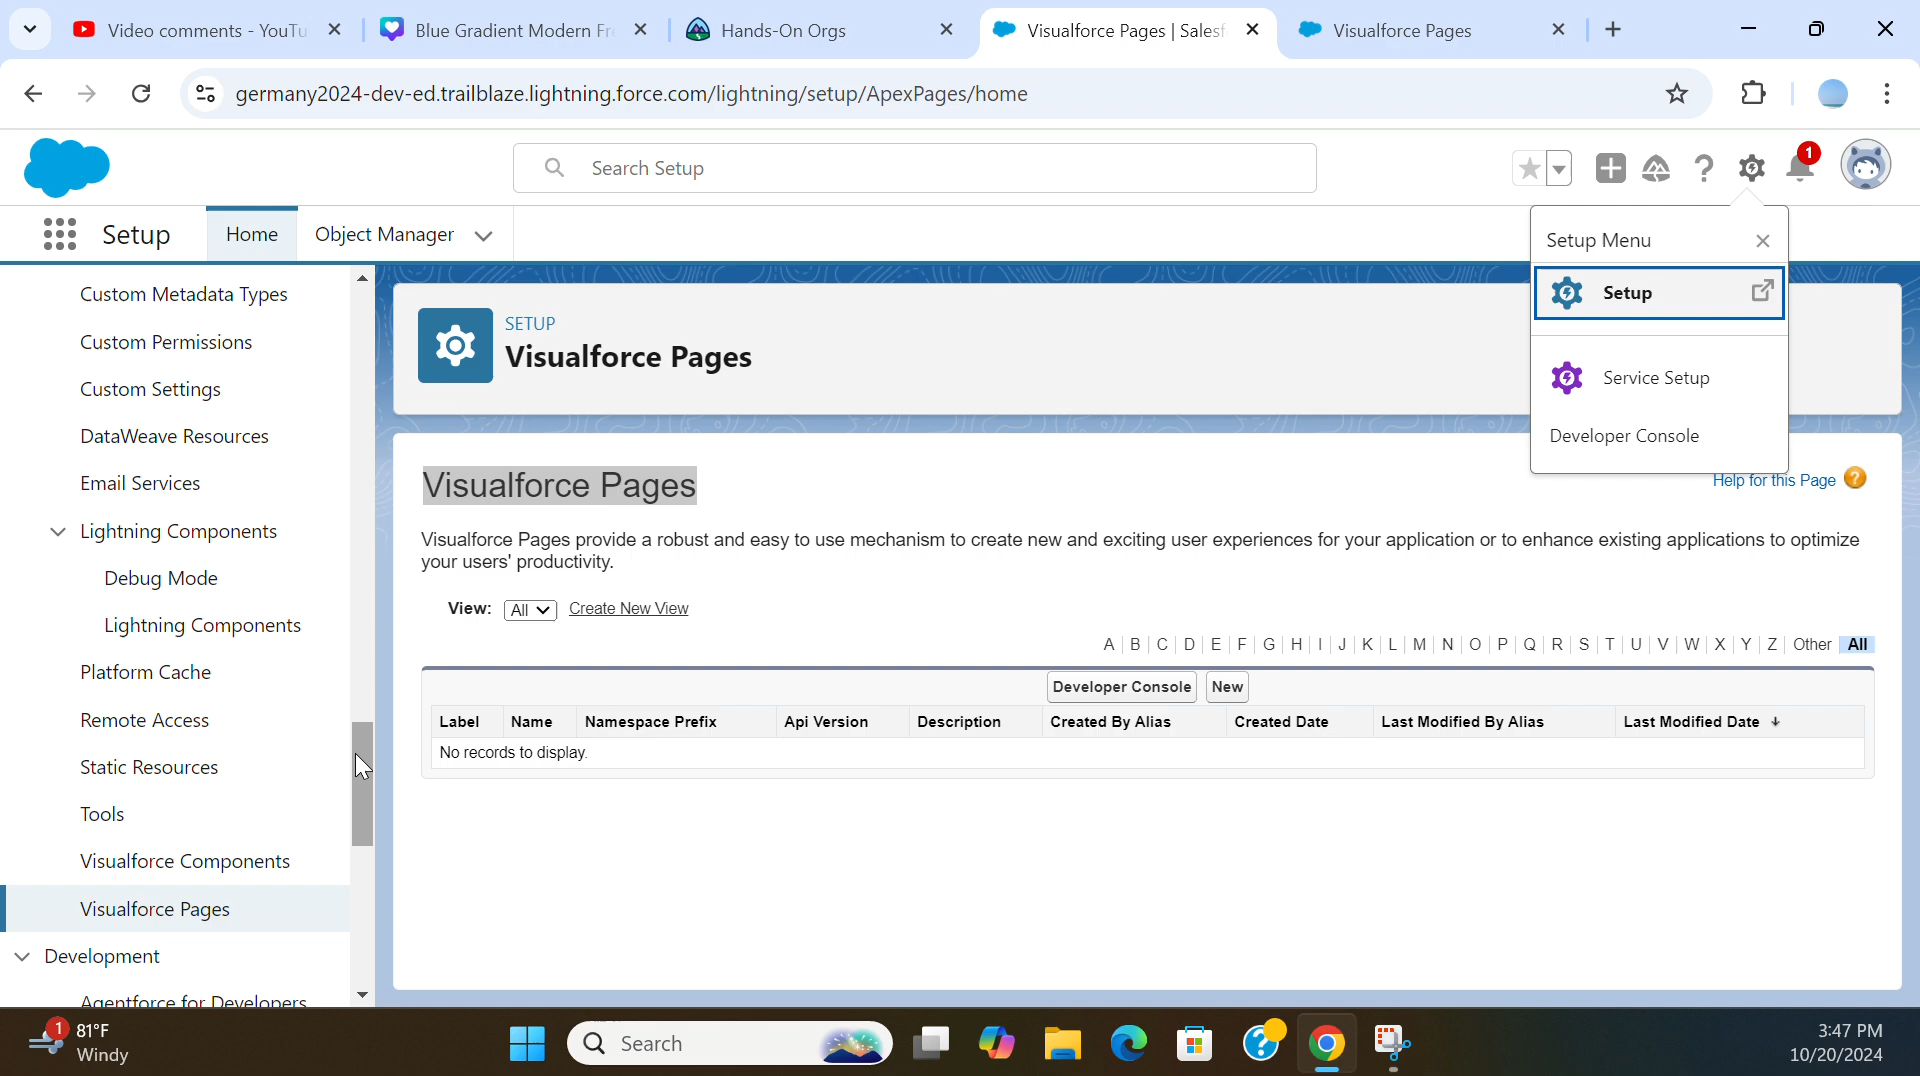 Video comments - YouTu
Blue Gradient Modern Fr
Hands-On Orgs
Visualforce Pages | Salesf
Visualforce Pages
germany2024-dev-ed.trailblaze.lightning.force.com/lightning/setup/ApexPages/home
Search Setup
1
Setup
Home
Object Manager
Setup Menu
Setup
Service Setup
Developer Console
Custom Metadata Types
Custom Permissions
Custom Settings
DataWeave Resources
Email Services
Lightning Components
Debug Mode
Lightning Components
Platform Cache
Remote Access
Static Resources
Tools
Visualforce Components
Visualforce Pages
Development
Agentforce for Developers
SETUP
Visualforce Pages
Visualforce Pages
Help for this Page ?
Visualforce Pages provide a robust and easy to use mechanism to create new and exciting user experiences for your application or to enhance existing applications to optimize
your users' productivity.
View: All Create New View
A | B | C | D | E | F | G | H | I | J | K | L | M | N | O | P | Q | R | S | T | U | V | W | X | Y | Z | Other | All
Developer Console New
Label Name Namespace Prefix Api Version Description Created By Alias Created Date Last Modified By Alias Last Modified Date
No records to display.
1
81°F
Windy
Search
3:47 PM
10/20/2024